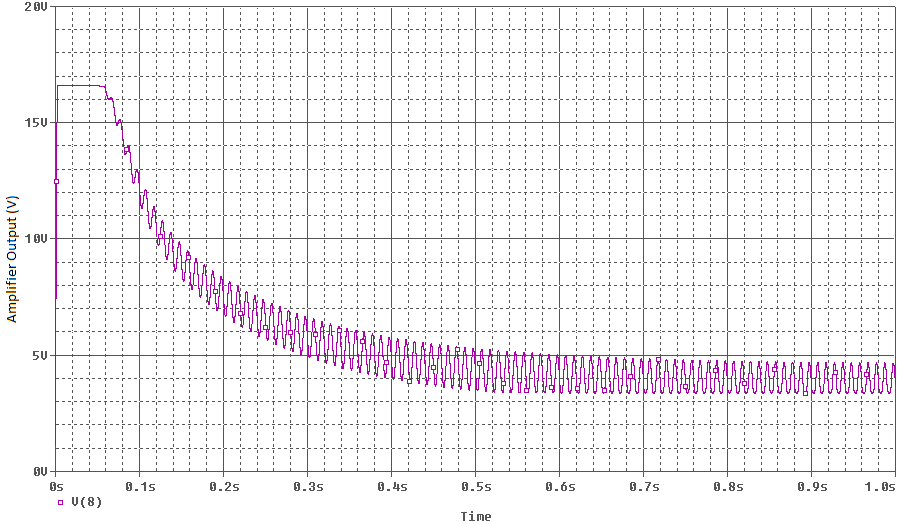 20V
15V
10V
5V
0V
Amplifier Output (V)
0s 0.1s 0.2s 0.3s 0.4s 0.5s 0.6s 0.7s 0.8s 0.9s 1.0s
V(8)
Time